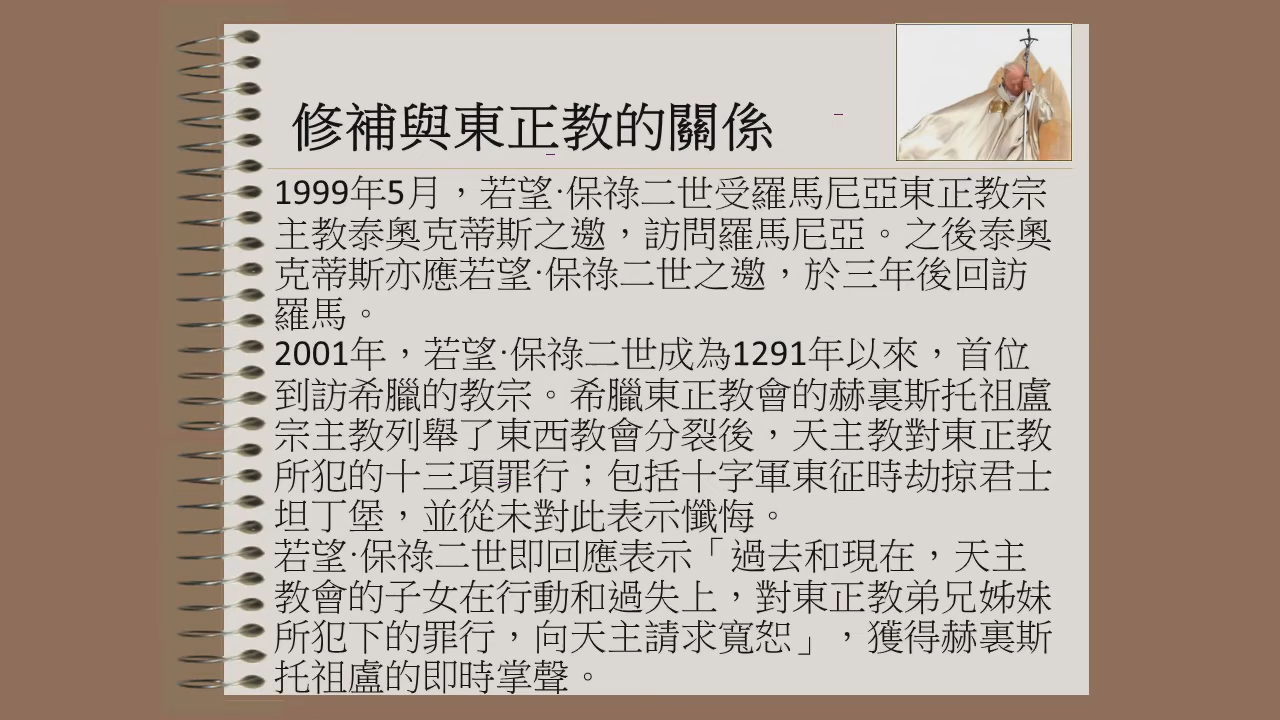 修補與東正教的關係
1999年5月，若望·保祿二世受羅馬尼亞東正教宗
主教泰奧克蒂斯之邀，訪問羅馬尼亞。之後泰奧
克蒂斯亦應若望·保祿二世之邀，於三年後回訪
羅馬。
2001年，若望·保祿二世成為1291年以來，首位
到訪希臘的教宗。希臘東正教會的赫裏斯托祖盧
宗主教列舉了東西教會分裂後，天主教對東正教
所犯的十三項罪行；包括十字軍東征時劫掠君士
坦丁堡，並從未對此表示懺悔。
若望·保祿二世即回應表示「過去和現在，天主
教會的子女在行動和過失上，對東正教弟兄姊妹
所犯下的罪行，向天主請求寬恕」，獲得赫裏斯
托祖盧的即時掌聲。